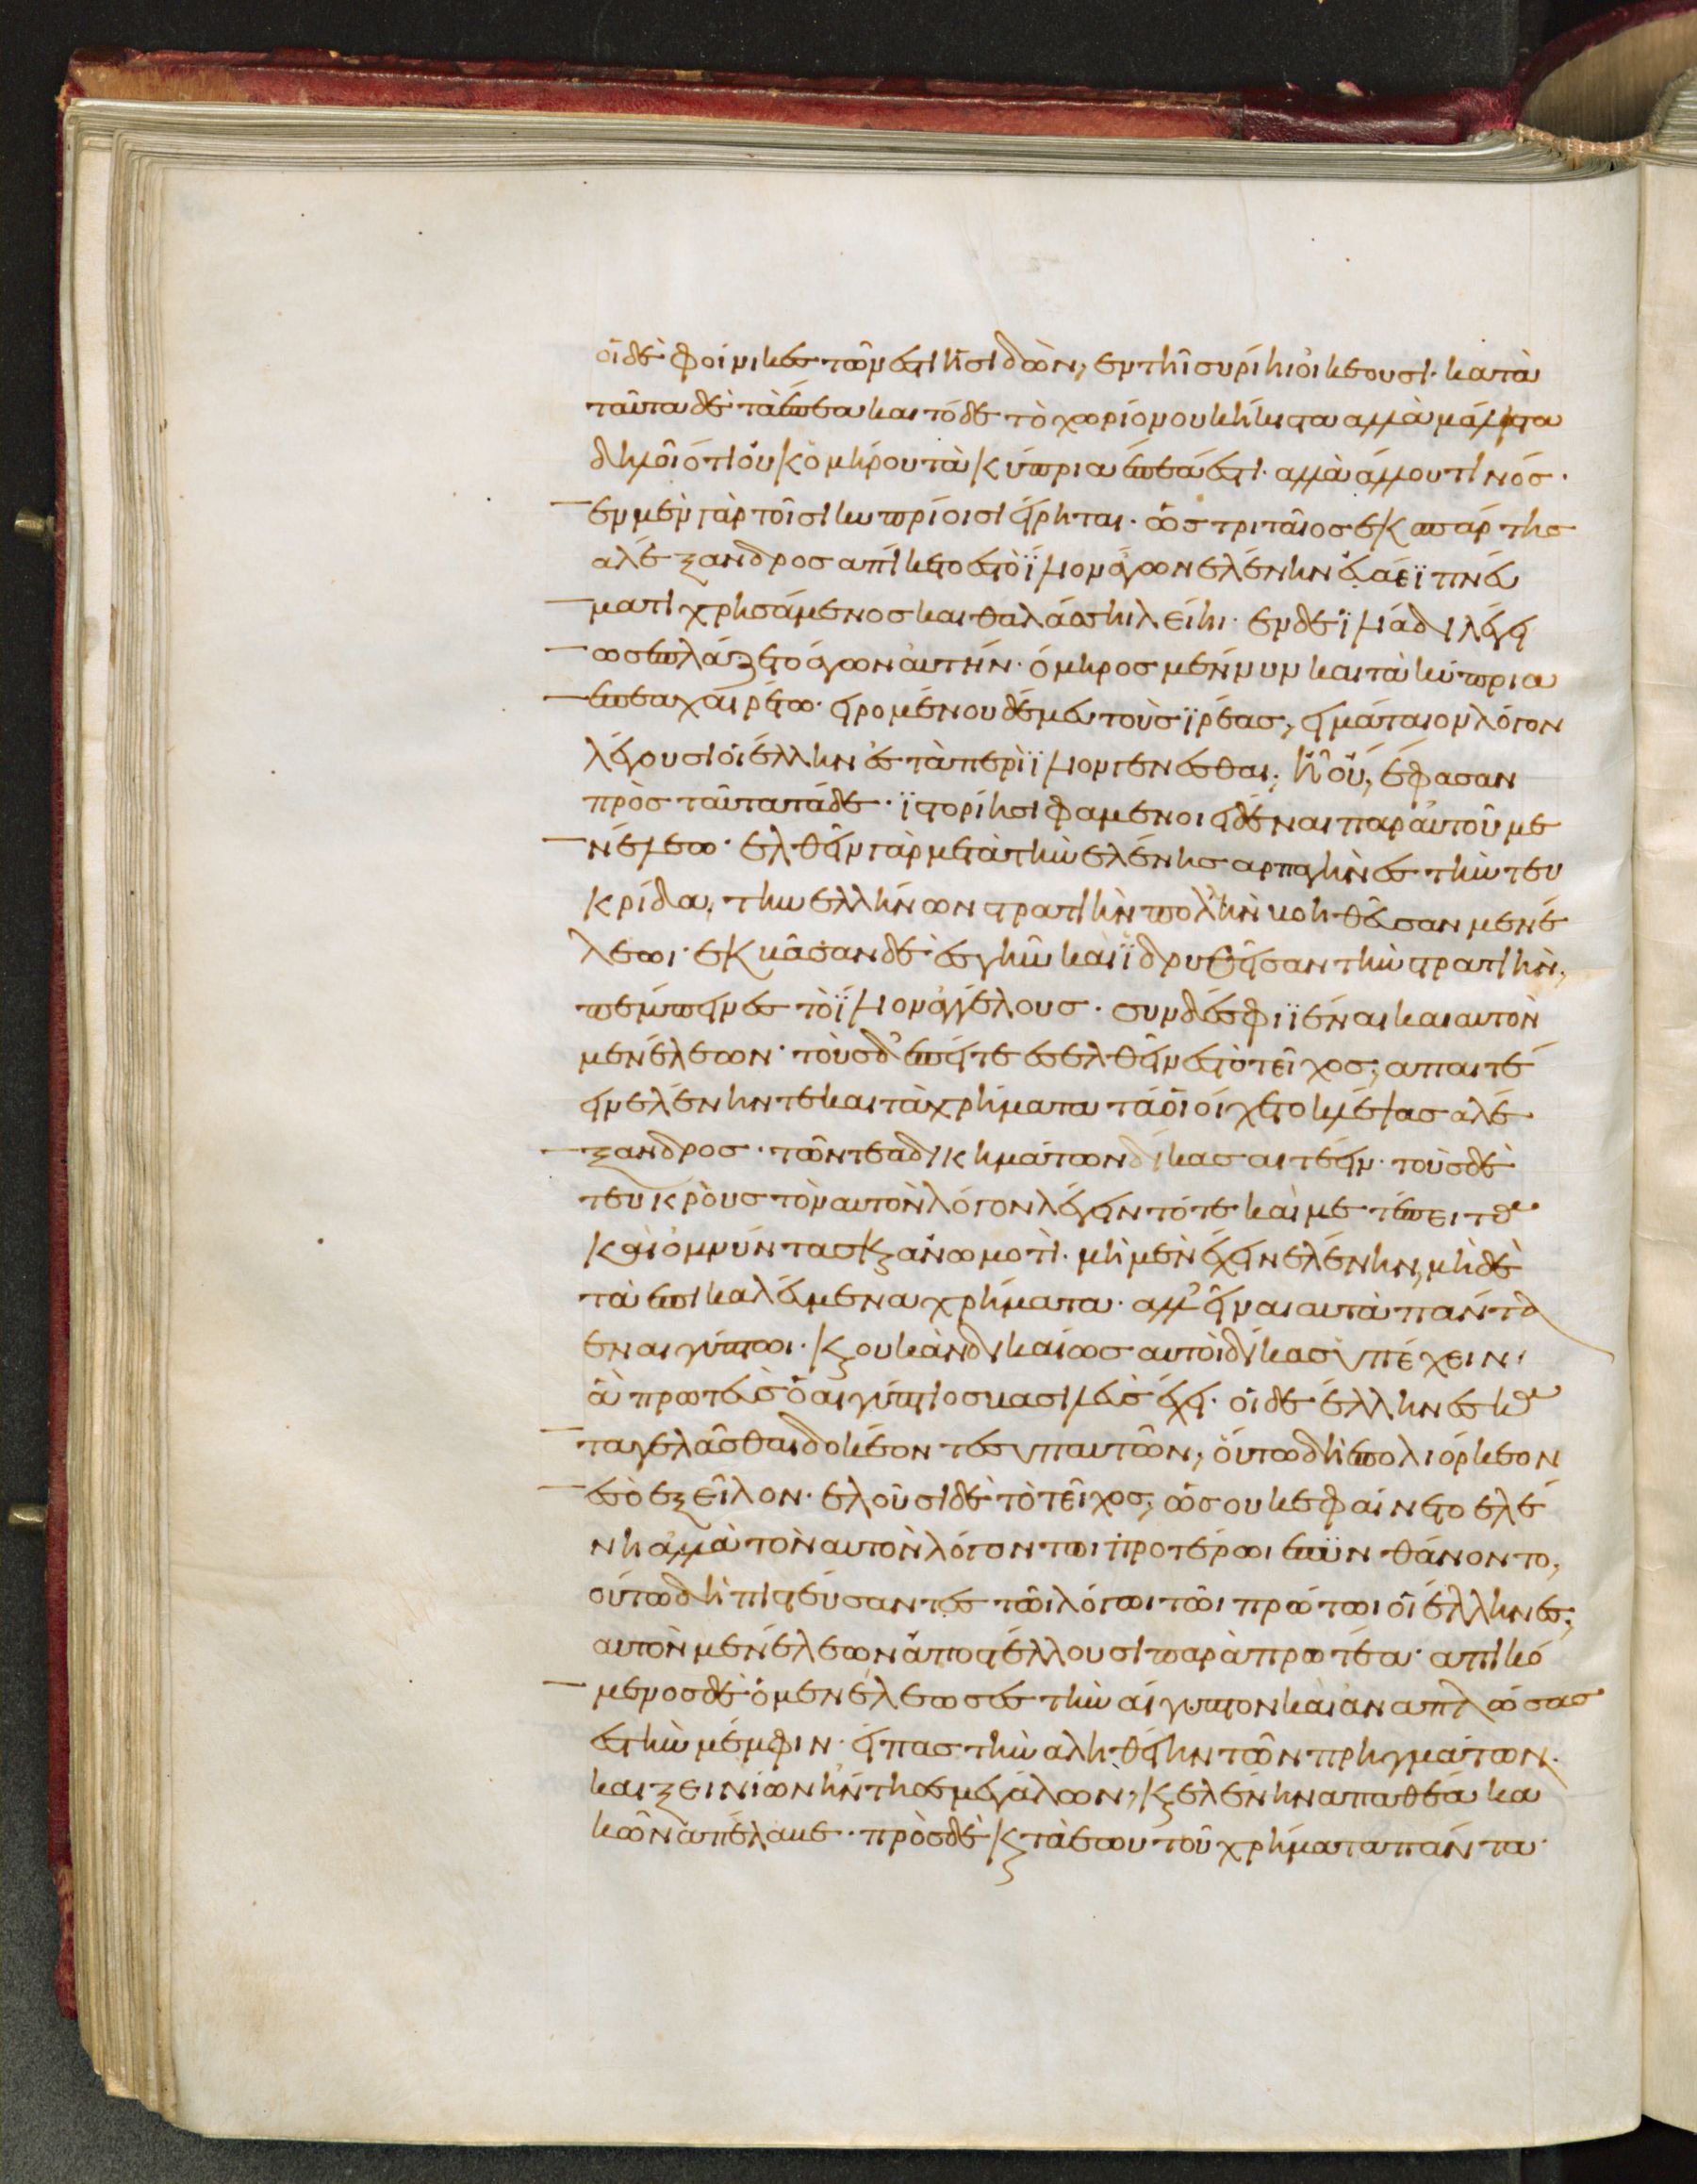 οἱ δὲ φοίνικες τῶν ἐστὶ ἡ σιδὼν, ἐν τῆι συρίηι οἰκέουσι· κατὰ
ταῦτα δὲ τὰ ἔπεα καὶ τόδε τὸ χωρίον οὐκ ἥκιστα ἀλλὰ μάλιστα
δηλοῖ ὅτι οὐκ ὁμήρου τὰ κύπρια ἔπεά ἐστι· ἀλλὰ ἄλλου τινός·
ἐν μὲν γὰρ τοῖσι κυπρίοισι εἴρηται· ὡς τριταῖος ἐκ σπάρτης
ἀλέξανδρος ἀπίκετο ἐς τὸ ἴλιον ἄγων ἑλένην εὐαέϊ πνεύ
ματι χρησάμενος καὶ θαλάσσηι λείηι· ἐν δὲ ἰλιάδι λέγει
ὡς ἐπλάζετο ἄγων αὐτήν· ὅμηρος μέν νυν καὶ τὰ κύπρια
ἔπεα χαιρέτω· εἰρομένου δέ μευ τοὺς ἱρέας, εἰ μάταιον λόγον
λέγουσι οἱ ἕλληνες τὰ περὶ ἴλιον γενέσθαι, ἢ οὔ, ἔφασαν
πρὸς ταῦτα τάδε· ἱστορίηισι φάμενοι εἰδέναι παρ αὐτοῦ με
νέλεω· ἐλθεῖν γὰρ μετὰ τὴν ἑλένης ἁρπαγὴν ἐς τὴν τευ
κρίδα, τὴν ἑλλήνων στρατιὴν πολλὴν βοηθεῦσαν μενέ
λεωι· ἐκβᾶσαν δὲ ἐς γῆν καὶ ἱδρυθεῖσαν τὴν στρατιὴν,
πέμπειν ἐς τὸ ἴλιον ἀγγέλους· σὺν δέ σφι ἰέναι καὶ αὐτὸν
μενέλεων· τοὺς δ' ἐπείτε ἐσελθεῖν ἐς τὸ τεῖχος, ἀπαιτέ
ειν ἑλένην τε καὶ τὰ χρήματα τά οἱ οἴχετο κλέψας ἀλέ
ξανδρος· τῶν τε ἀδικημάτων δίκας αἰτέειν· τοὺς δὲ
τευκροὺς τὸν αὐτὸν λόγον λέγειν τότε καὶ μετέπειτα
καὶ ὀμνύντας καὶ ἀνωμοτί· μὴ μὲν ἔχειν ἑλένην, μὴ δὲ
τὰ ἐπικαλεύμενα χρήματα· ἀλλ' εἶναι αὐτὰ πάντα
ἐν αἰγύπτωι· καὶ οὐκ ἂν δικαίως αὐτοὶ δίκας ὑπέχειν,
ἃ πρωτεὺς ὁ αἰγύπτιος βασιλεὺς ἔχει· οἱ δὲ ἕλληνες κα
ταγελᾶσθαι δοκέοντες ὑπ αὐτῶν, οὕτω δὴ ἐπολιόρκεον
ἐς ὃ ἐξεῖλον· ἑλοῦσι δὲ τὸ τεῖχος, ὡς οὐκ ἐφαίνετο ἑλέ
νη ἀλλὰ τὸν αὐτὸν λόγον τῶι προτέρωι ἐπυνθάνοντο,
οὕτω δὴ πιστεύσαντες τῶι λόγωι τῶι πρώτωι οἱ ἕλληνες,
αὐτὸν μενέλεων ἀποστέλλουσι παρὰ πρωτέα· ἀπικό
μενος δὲ ὁ μενέλεως ἐς τὴν αἴγυπτον καὶ ἀναπλώσας
ἐς τὴν μέμφιν· εἴπας τὴν ἀληθείην τῶν πρηγμάτων·
καὶ ξεινίων ἤντησε μεγάλων, καὶ ἑλένην ἀπαθέα κα
κῶν ἀπέλαβε· πρὸς δὲ καὶ τὰ ἑωυτοῦ χρήματα πάντα·